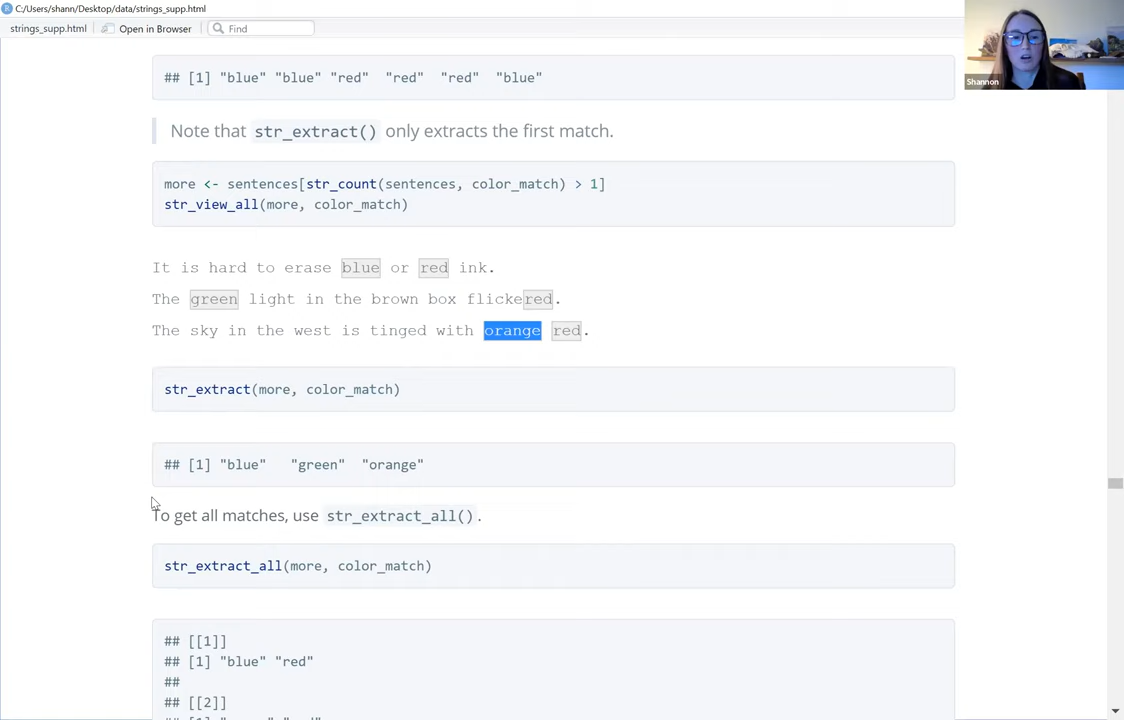 C:/Users/shann/Desktop/data/strings_supp.html
strings_supp.html Open in Browser Find
Shannon
## [1] "blue" "blue" "red"  "red"  "red"  "blue"
Note that str_extract() only extracts the first match.
more <- sentences[str_count(sentences, color_match) > 1]
str_view_all(more, color_match)
It is hard to erase blue or red ink.
The green light in the brown box flickered.
The sky in the west is tinged with orange red.
str_extract(more, color_match)
## [1] "blue"   "green"  "orange"
To get all matches, use str_extract_all().
str_extract_all(more, color_match)
## [[1]]
## [1] "blue" "red"
##
## [[2]]